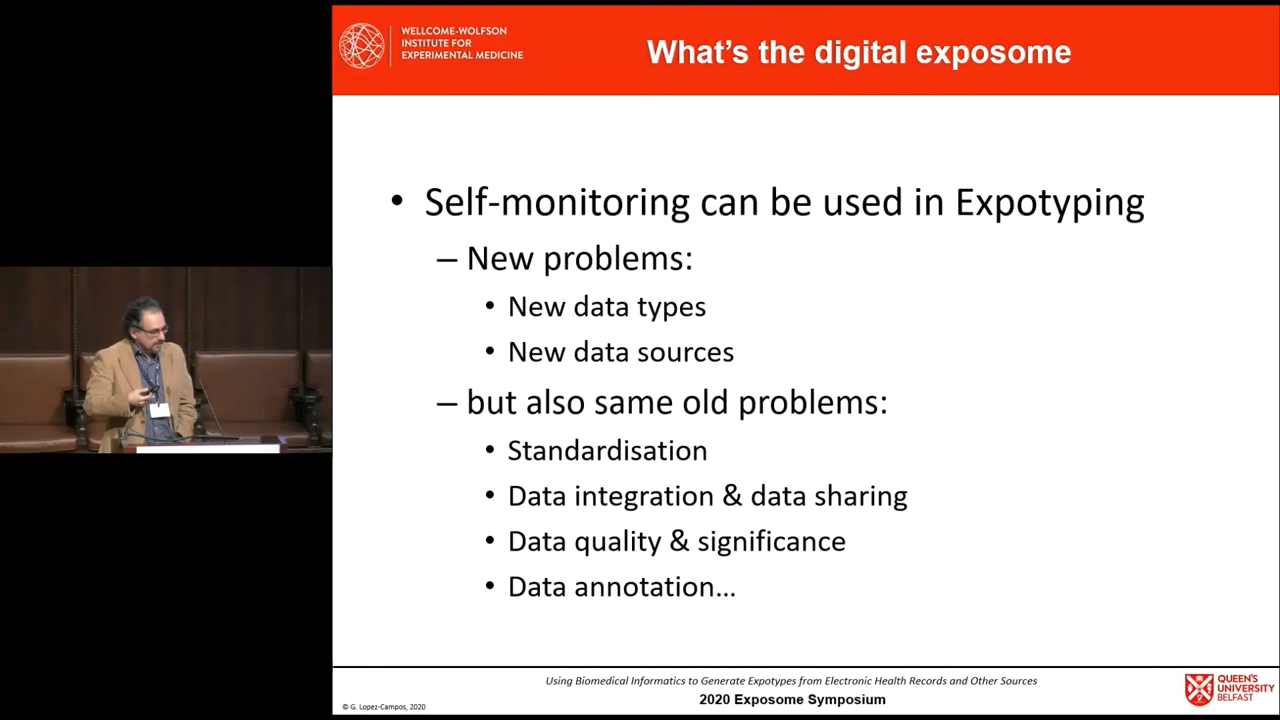 WELLCOME-WOLFSON
INSTITUTE FOR
EXPERIMENTAL MEDICINE
What's the digital exposome
• Self-monitoring can be used in Expotyping
– New problems:
• New data types
• New data sources
– but also same old problems:
• Standardisation
• Data integration & data sharing
• Data quality & significance
• Data annotation...
Using Biomedical Informatics to Generate Expotypes from Electronic Health Records and Other Sources
2020 Exposome Symposium
© G. Lopez-Campos, 2020
QUEEN'S
UNIVERSITY
BELFAST